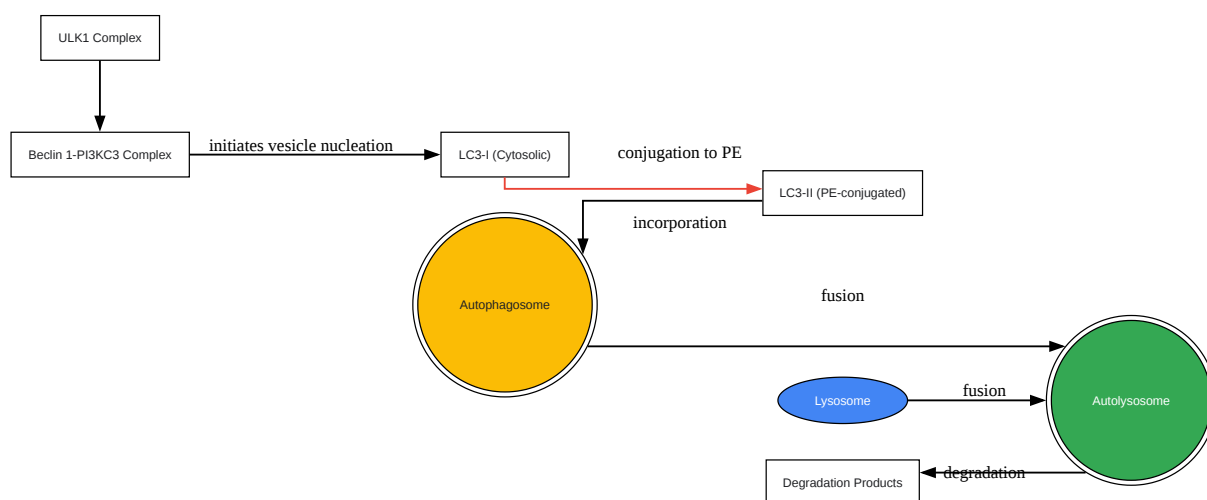 ULK1 Complex
Beclin 1-PI3KC3 Complex
initiates vesicle nucleation
LC3-I (Cytosolic)
conjugation to PE
LC3-II (PE-conjugated)
incorporation
Autophagosome
fusion
Lysosome
fusion
Autolysosome
Degradation Products
degradation